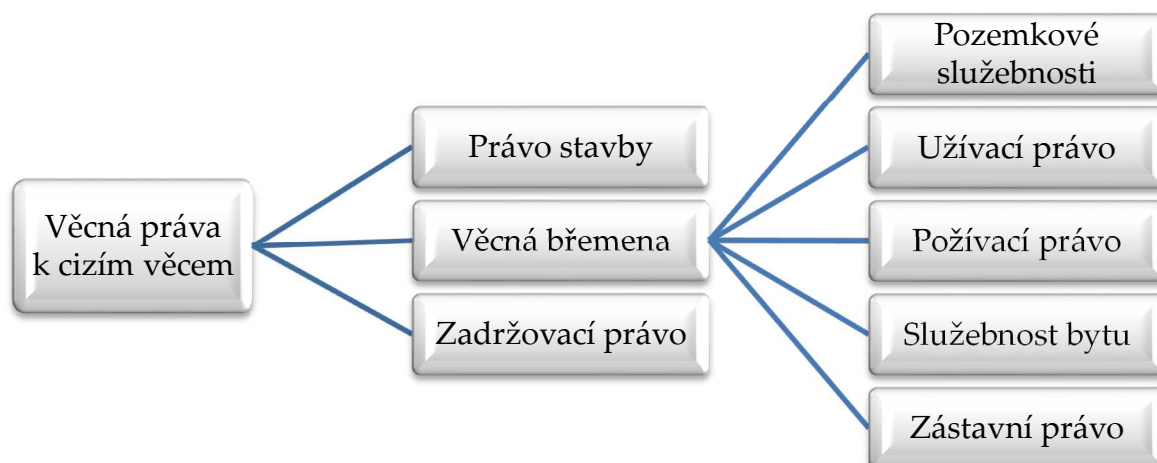 Věcná práva
k cizím věcem
Právo stavby
Věcná břemena
Zadržovací právo
Pozemkové
služebnosti
Užívací právo
Požívací právo
Služebnost bytu
Zástavní právo